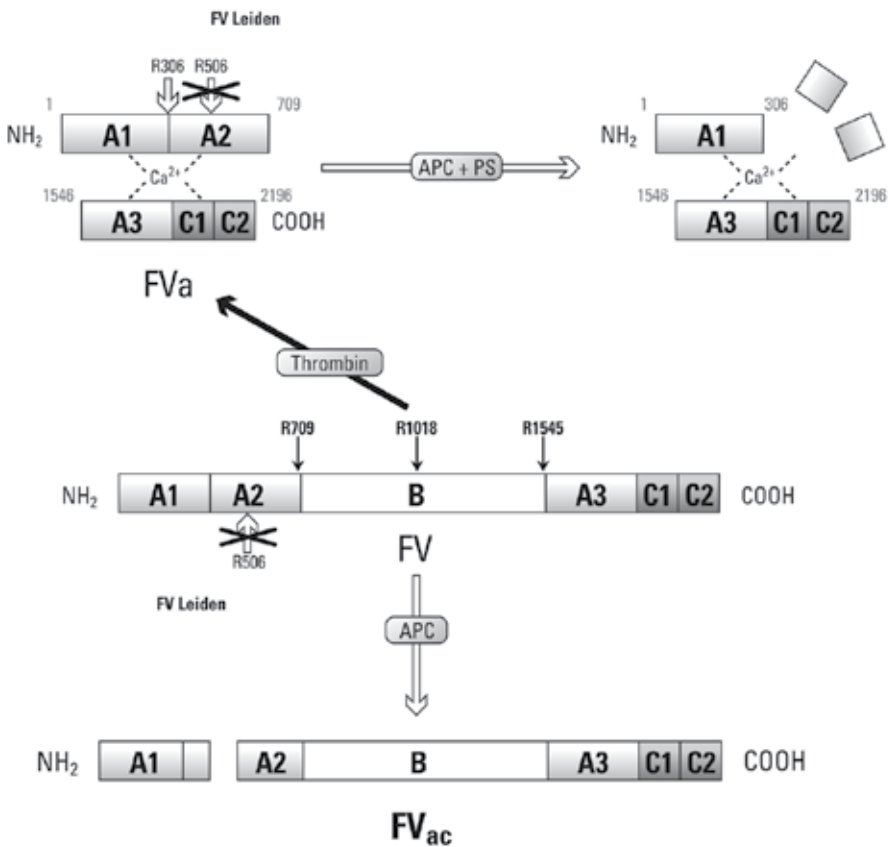 FV Leiden
R306 R506
1 709
NH₂ A1 A2
Ca²⁺
1546 2196
A3 C1 C2 COOH
FVa
APC + PS
1 306
A1
Ca²⁺
1546 2196
A3 C1 C2
Thrombin
R709 R1018 R1545
NH₂ A1 A2 B A3 C1 C2 COOH
R506
FV
FV Leiden
APC
NH₂ A1 A2 B A3 C1 C2 COOH
FVac